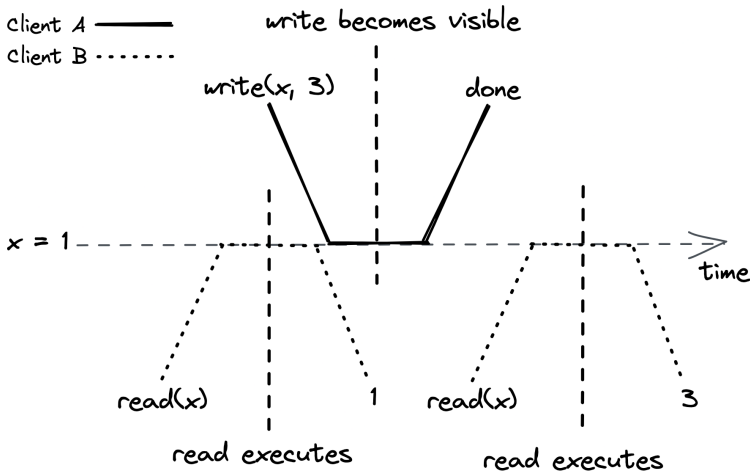 Client A
Client B
write becomes visible
write(x, 3)
done
x = 1
time
read(x)
1
read(x)
3
read executes
read executes